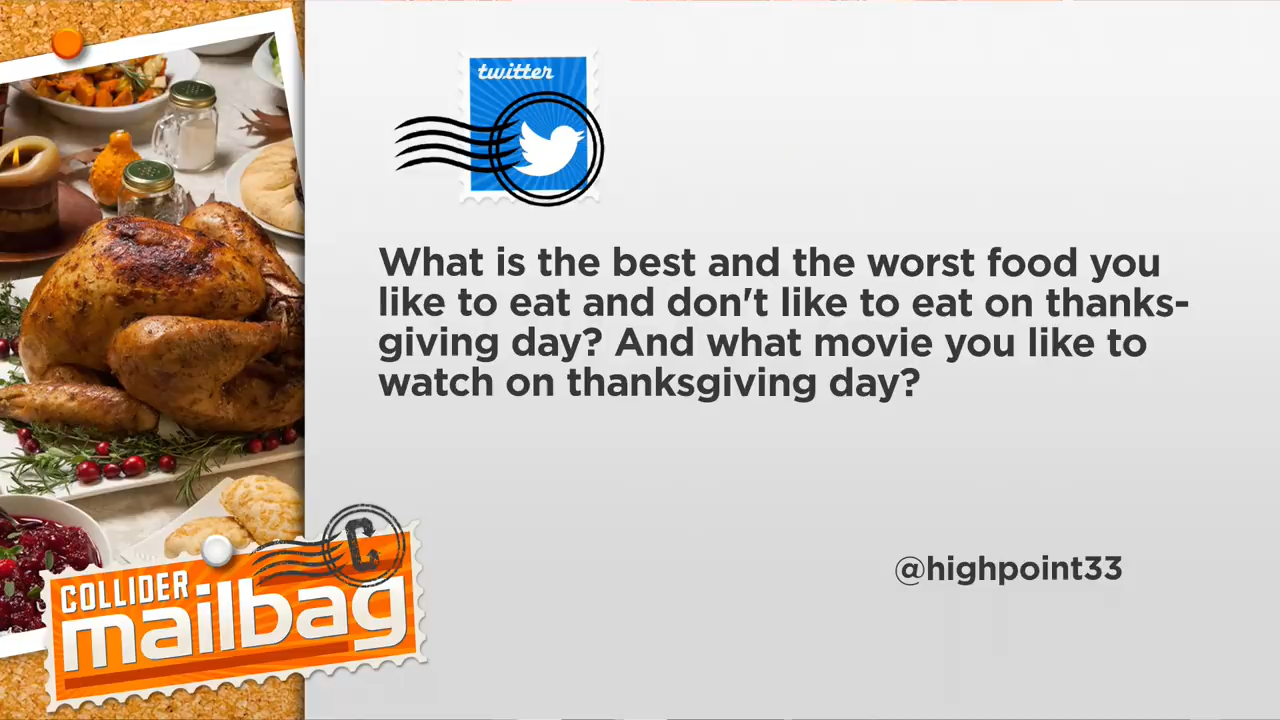 twitter
What is the best and the worst food you
like to eat and don't like to eat on thanks-
giving day? And what movie you like to
watch on thanksgiving day?
@highpoint33
C
COLLIDER
mailbag